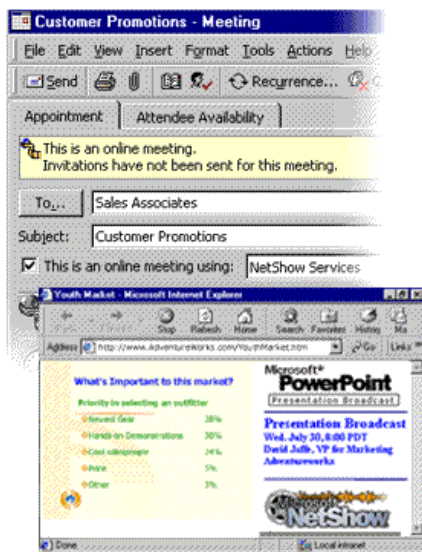 Customer Promotions - Meeting
File Edit View Insert Format Tools Actions Help
Send Recurrence...
Appointment Attendee Availability
This is an online meeting.
Invitations have not been sent for this meeting.
To... Sales Associates
Subject: Customer Promotions
This is an online meeting using: NetShow Services
Youth Market - Microsoft Internet Explorer
Stop Refresh Home Search Favorites History Ma
Address http://www.AdventureWorks.com/YouthMarket.htm Go Links
What's Important to this market?
Priority in selecting an outfitter
Newest Gear 38%
Hands-on Demonstrations 30%
Cool salespeople 24%
Price 5%
Other 3%
Microsoft®
PowerPoint
Presentation Broadcast
Presentation Broadcast
Wed. July 30, 8:00 PDT
David Jaffe, VP for Marketing
Adventureworks
Microsoft
NetShow
Done Local intranet